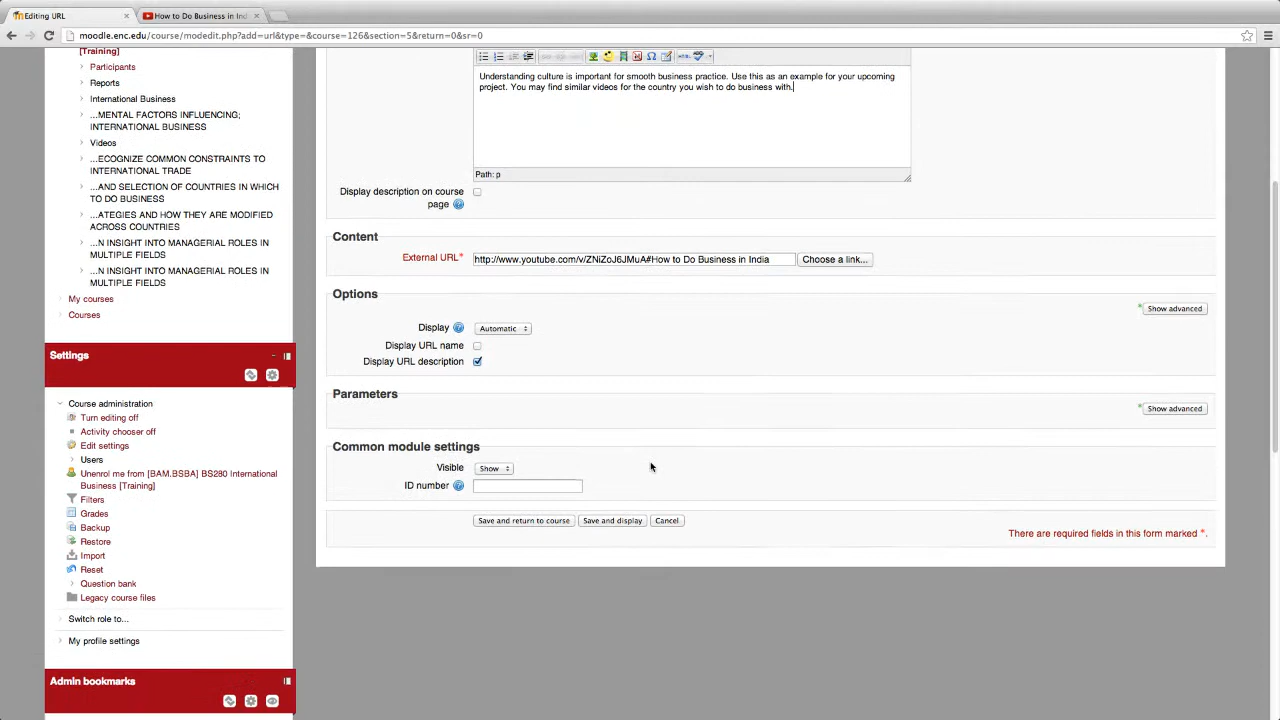 Editing URL
How to Do Business in Ind
moodle.enc.edu/course/modedit.php?add=url&type=&course=126&section=5&return=0&sr=0
[Training]
Participants
Reports
International Business
...MENTAL FACTORS INFLUENCING;
INTERNATIONAL BUSINESS
Videos
...ECOGNIZE COMMON CONSTRAINTS TO
INTERNATIONAL TRADE
...AND SELECTION OF COUNTRIES IN WHICH
TO DO BUSINESS
...ATEGIES AND HOW THEY ARE MODIFIED
ACROSS COUNTRIES
...N INSIGHT INTO MANAGERIAL ROLES IN
MULTIPLE FIELDS
...N INSIGHT INTO MANAGERIAL ROLES IN
MULTIPLE FIELDS
My courses
Courses
Settings
Course administration
Turn editing off
Activity chooser off
Edit settings
Users
Unenrol me from [BAM.BSBA] BS280 International
Business [Training]
Filters
Grades
Backup
Restore
Import
Reset
Question bank
Legacy course files
Switch role to...
My profile settings
Admin bookmarks
Understanding culture is important for smooth business practice. Use this as an example for your upcoming
project. You may find similar videos for the country you wish to do business with.
Path: p
Display description on course
page
Content
External URL* http://www.youtube.com/v/ZNiZoJ6JMuA#How to Do Business in India Choose a link...
Options
* Show advanced
Display Automatic
Display URL name
Display URL description
Parameters
* Show advanced
Common module settings
Visible Show
ID number
Save and return to course Save and display Cancel
There are required fields in this form marked *.